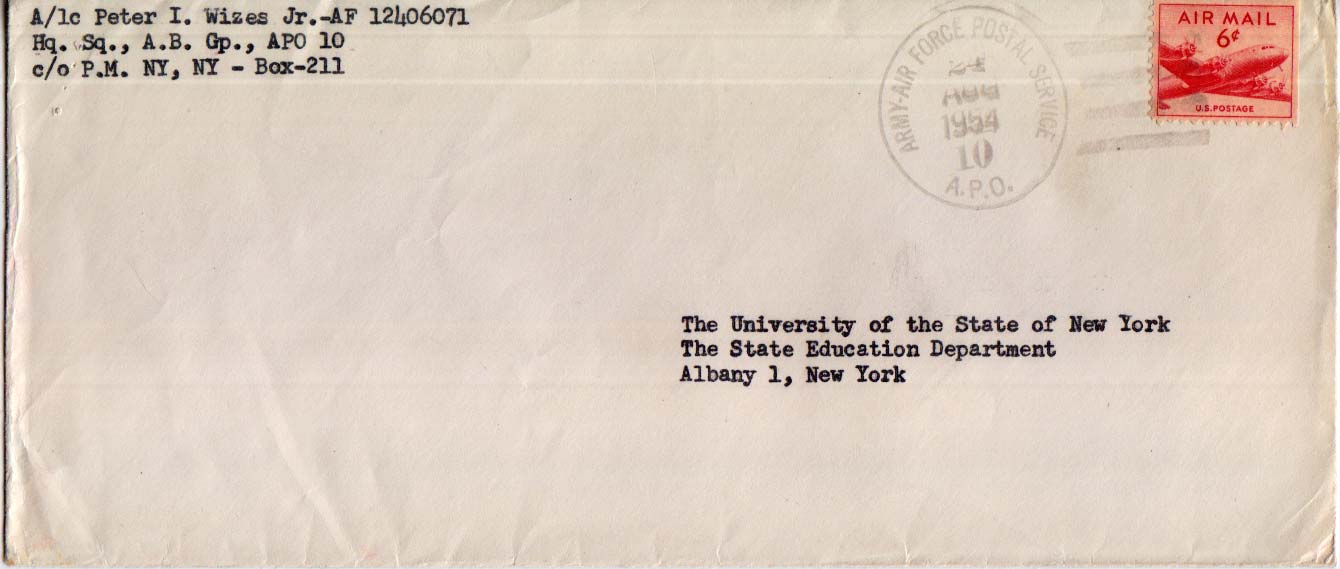 A/1c Peter I. Wizes Jr.-AF 12406071
Hq. Sq., A.B. Gp., APO 10
c/o P.M. NY, NY - Box-211
ARMY-AIR FORCE POSTAL SERVICE
24
AUG
1954
10
A.P.O.
AIR MAIL
6¢
U.S. POSTAGE
The University of the State of New York
The State Education Department
Albany 1, New York